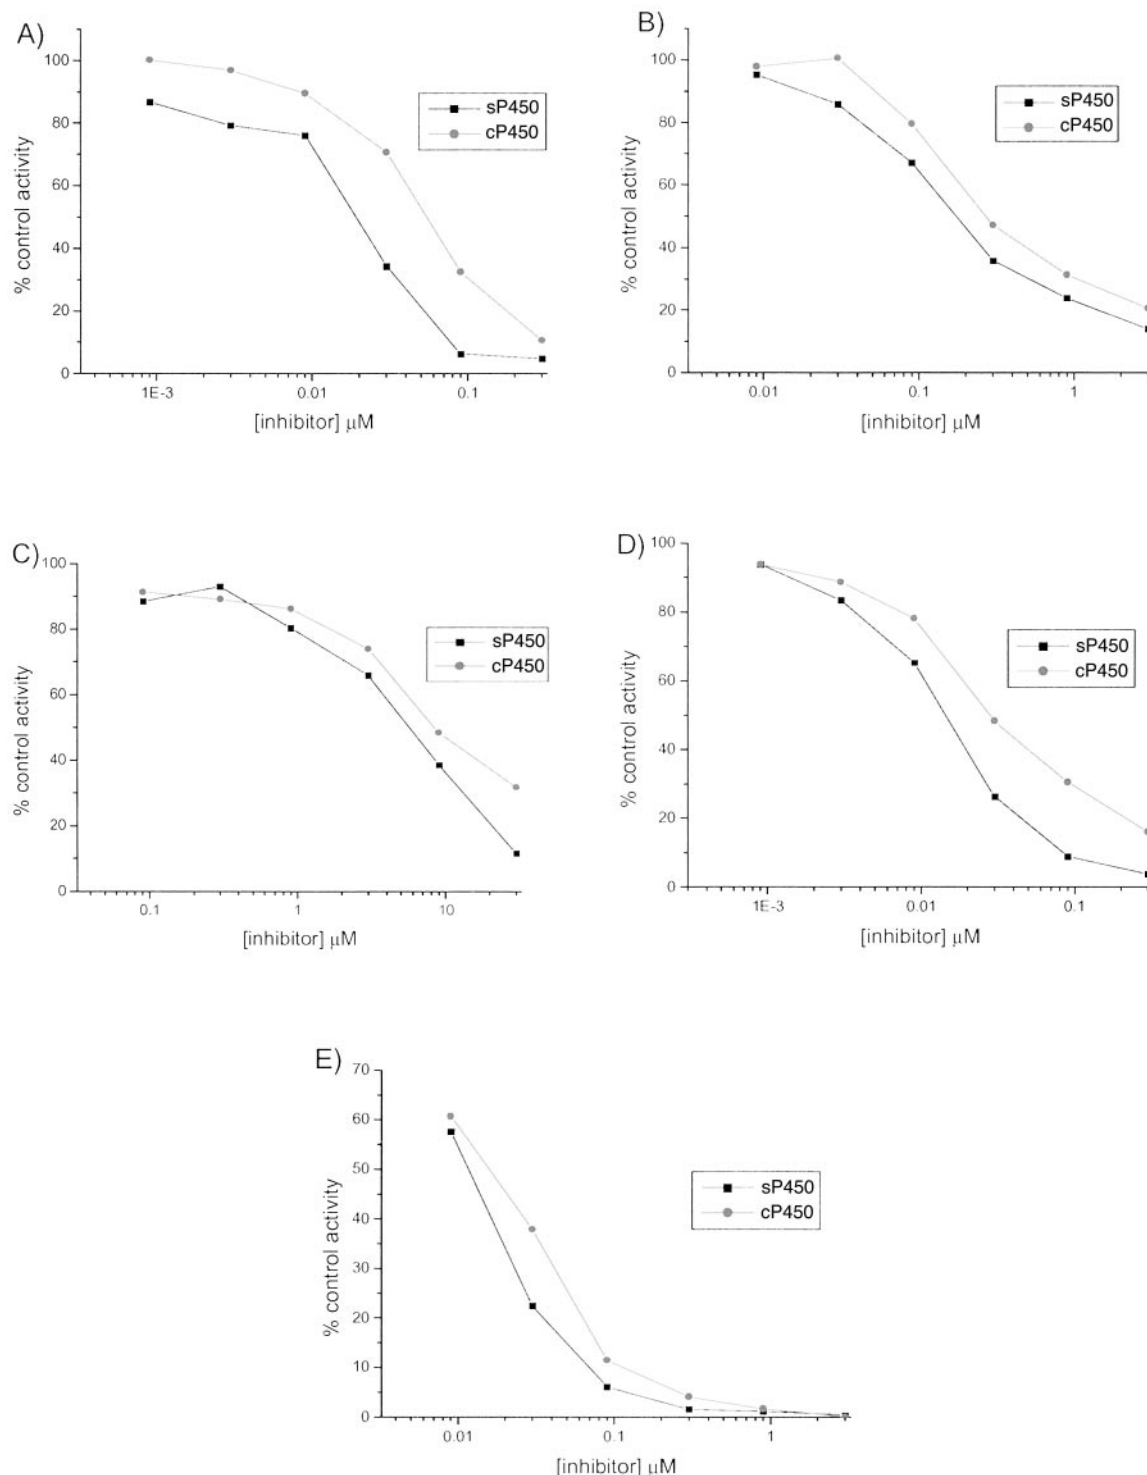 A)
100
80
60
40
20
0
% control activity
sP450
cP450
1E-3
0.01
0.1
[inhibitor] μM
B)
100
80
60
40
20
0
% control activity
sP450
cP450
0.01
0.1
1
[inhibitor] μM
C)
100
80
60
40
20
0
% control activity
sP450
cP450
0.1
1
10
[inhibitor] μM
D)
100
80
60
40
20
0
% control activity
sP450
cP450
1E-3
0.01
0.1
[inhibitor] μM
E)
70
60
50
40
30
20
10
0
% control activity
sP450
cP450
0.01
0.1
1
[inhibitor] μM